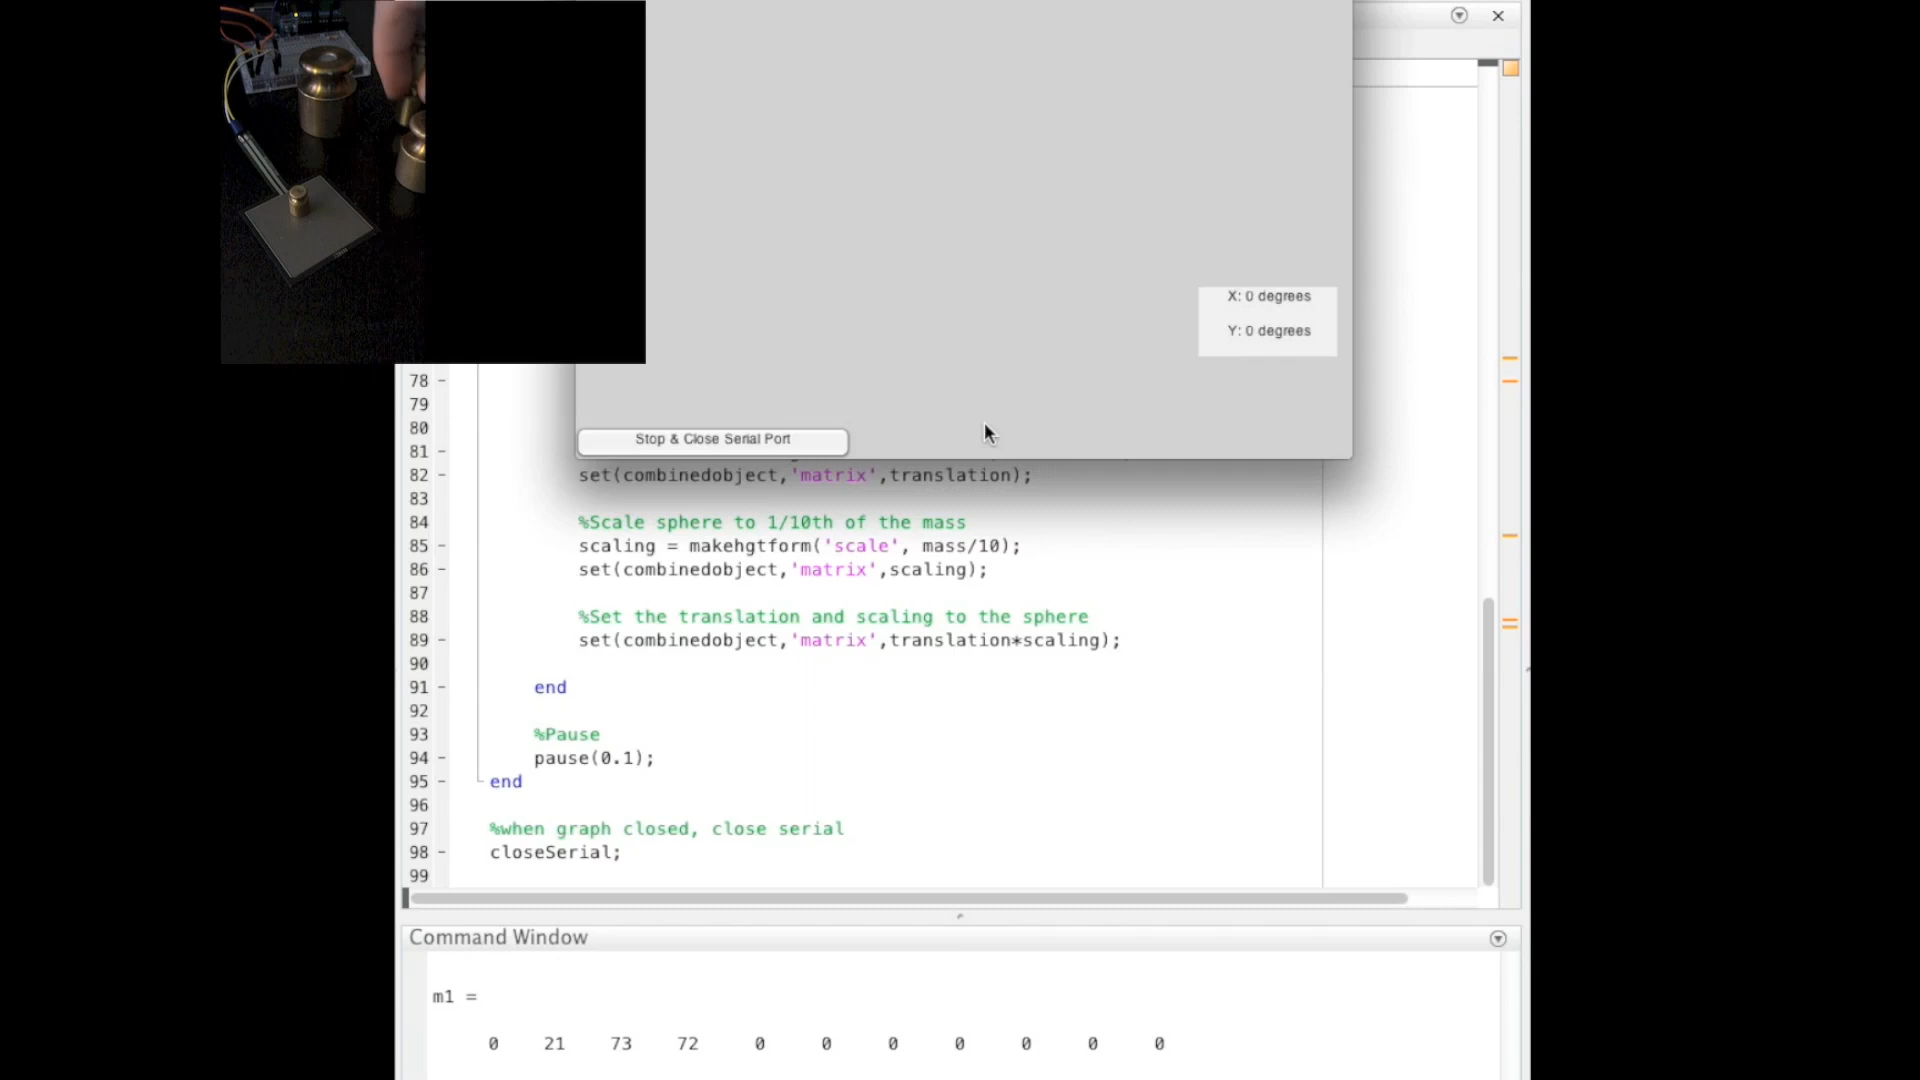 X: 0 degrees
Y: 0 degrees
Stop & Close Serial Port
78 -
79
80
81 -
82 - set(combinedobject,'matrix',translation);
83
84 %Scale sphere to 1/10th of the mass
85 - scaling = makehgtform('scale', mass/10);
86 - set(combinedobject,'matrix',scaling);
87
88 %Set the translation and scaling to the sphere
89 - set(combinedobject,'matrix',translation*scaling);
90
91 - end
92
93 %Pause
94 - pause(0.1);
95 - end
96
97 %when graph closed, close serial
98 - closeSerial;
99
Command Window
m1 =
0 21 73 72 0 0 0 0 0 0 0